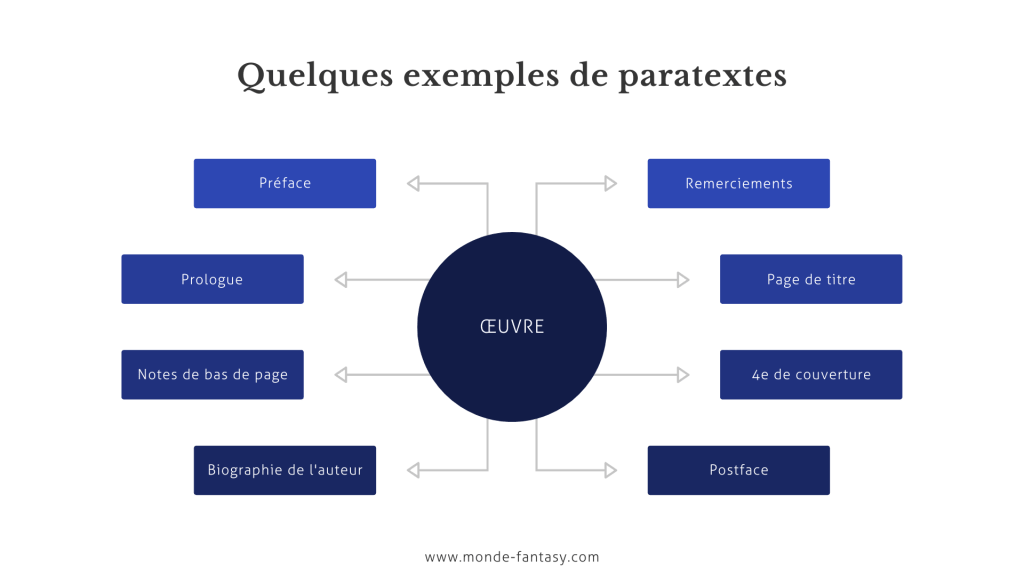 Quelques exemples de paratextes
Préface
Remerciements
Prologue
Page de titre
ŒUVRE
Notes de bas de page
4e de couverture
Biographie de l'auteur
Postface
www.monde-fantasy.com